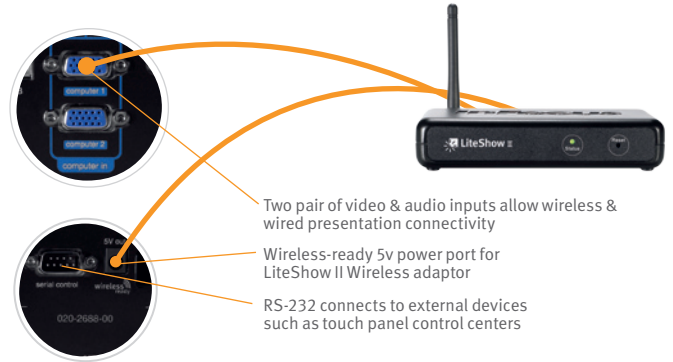 computer 1
computer 2
computer in
InFocus
LiteShow II
Status
Reset
Two pair of video & audio inputs allow wireless &
wired presentation connectivity
5V out
Wireless-ready 5v power port for
LiteShow II Wireless adaptor
serial control
wireless
ready
RS-232 connects to external devices
such as touch panel control centers
020-2688-00